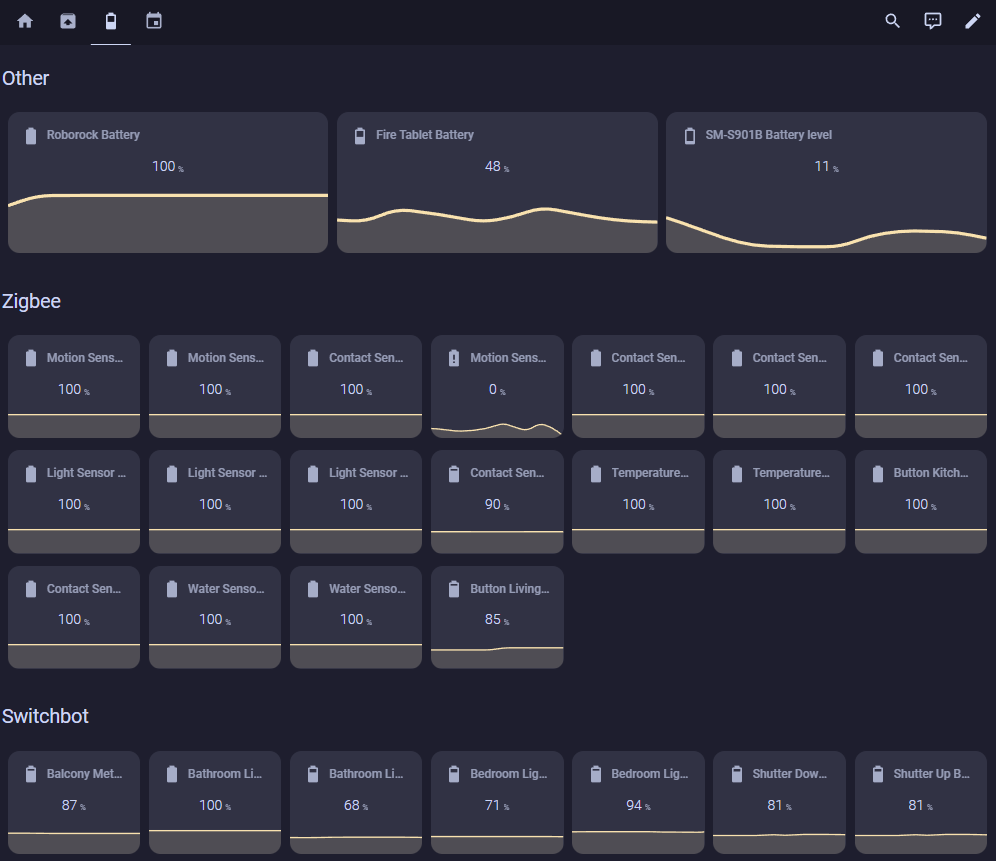 Other
Roborock Battery
100 %
Fire Tablet Battery
48 %
SM-S901B Battery level
11 %
Zigbee
Motion Sens...
100 %
Motion Sens...
100 %
Contact Sen...
100 %
Motion Sens...
0 %
Contact Sen...
100 %
Contact Sen...
100 %
Contact Sen...
100 %
Light Sensor ...
100 %
Light Sensor ...
100 %
Light Sensor ...
100 %
Contact Sen...
90 %
Temperature...
100 %
Temperature...
100 %
Button Kitch...
100 %
Contact Sen...
100 %
Water Senso...
100 %
Water Senso...
100 %
Button Living...
85 %
Switchbot
Balcony Met...
87 %
Bathroom Li...
100 %
Bathroom Li...
68 %
Bedroom Lig...
71 %
Bedroom Lig...
94 %
Shutter Dow...
81 %
Shutter Up B...
81 %